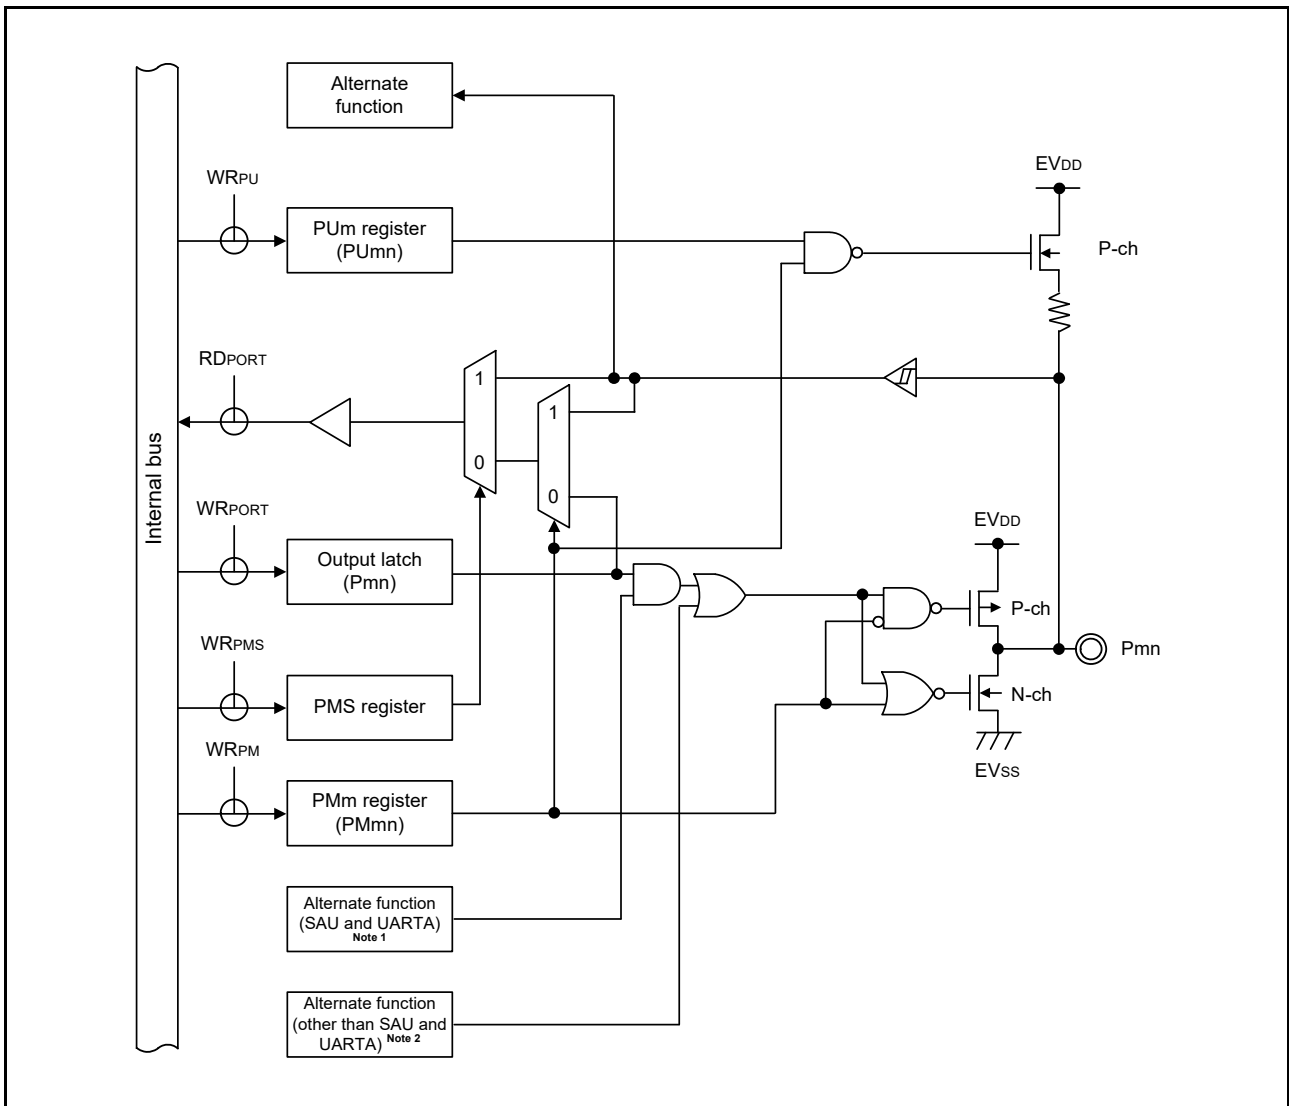 Alternate
function
EVDD
WRPU
PUm register
(PUmn)
P-ch
RDPORT
1
1
0
0
Internal bus
WRPORT
Output latch
(Pmn)
EVDD
P-ch
WRPMS
PMS register
Pmn
N-ch
WRPM
EVSS
PMm register
(PMmn)
Alternate function
(SAU and UARTA)
Note 1
Alternate function
(other than SAU and
UARTA) Note 2